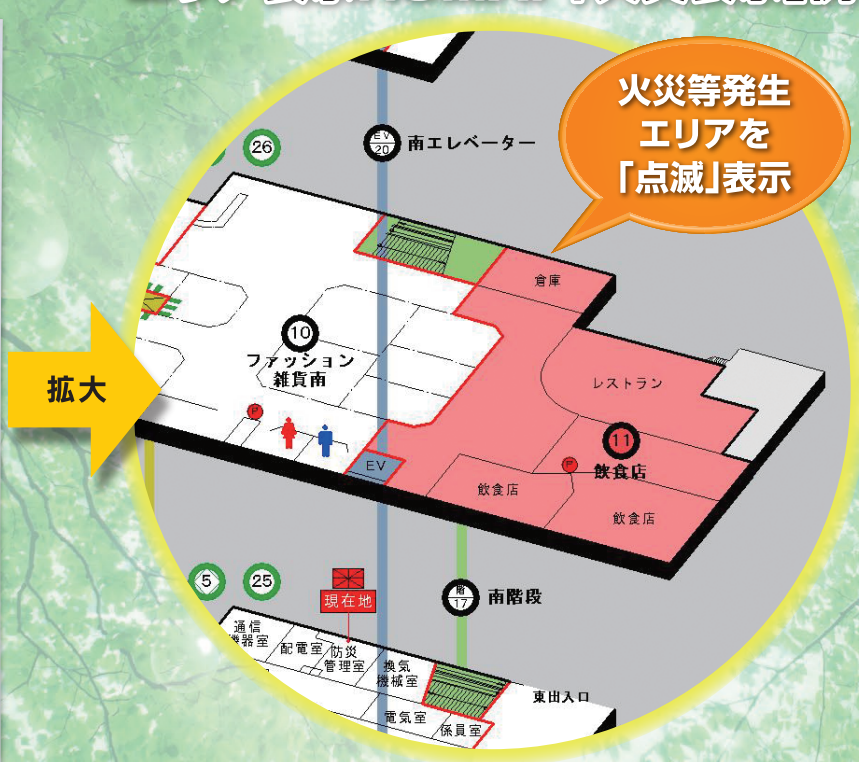 火災等発生
エリアを
「点滅」表示
26
EV
20
南エレベーター
倉庫
10
ファッション
雑貨南
レストラン
拡大
P
11
飲食店
P
EV
飲食店
飲食店
5
25
現在地
階
17
南階段
通信
機器室
配電室
防災
管理室
換気
機械室
東出入口
電気室
係員室